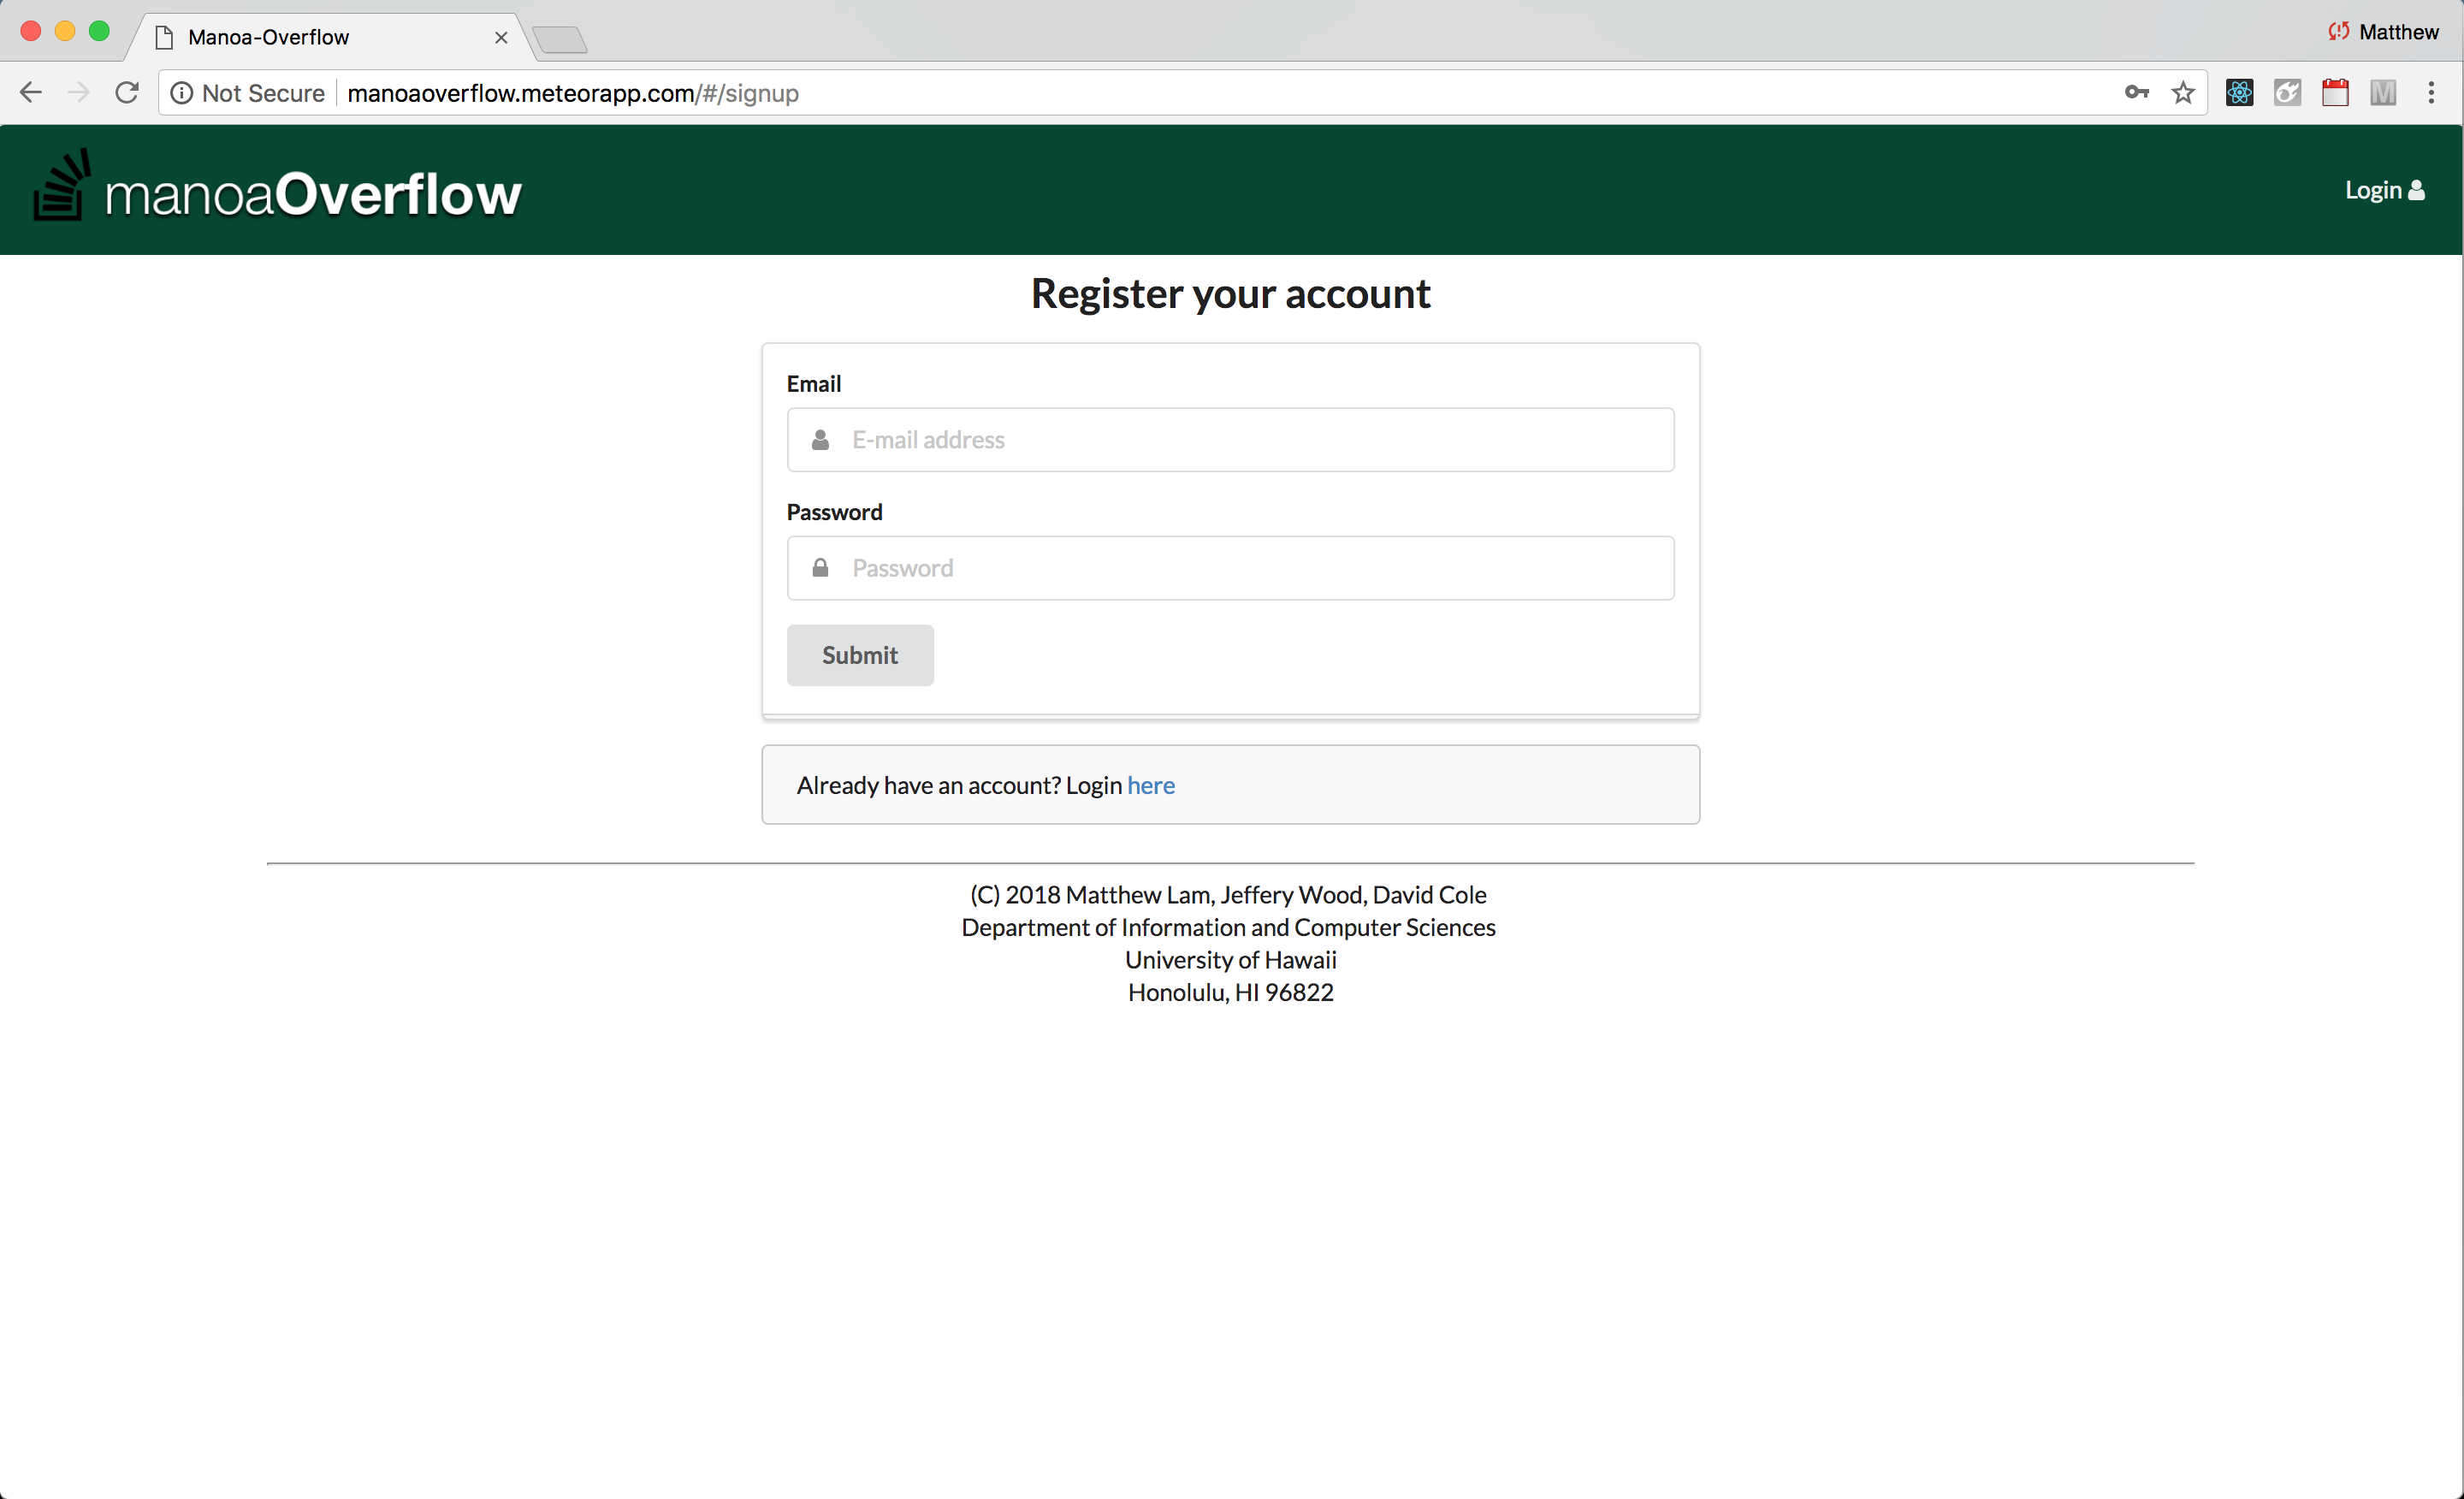 Manoa-Overflow
Matthew
Not Secure manoaoverflow.meteorapp.com/#/signup
M
manoaOverflow
Login
Register your account
Email
E-mail address
Password
Password
Submit
Already have an account? Login here
(C) 2018 Matthew Lam, Jeffery Wood, David Cole
Department of Information and Computer Sciences
University of Hawaii
Honolulu, HI 96822